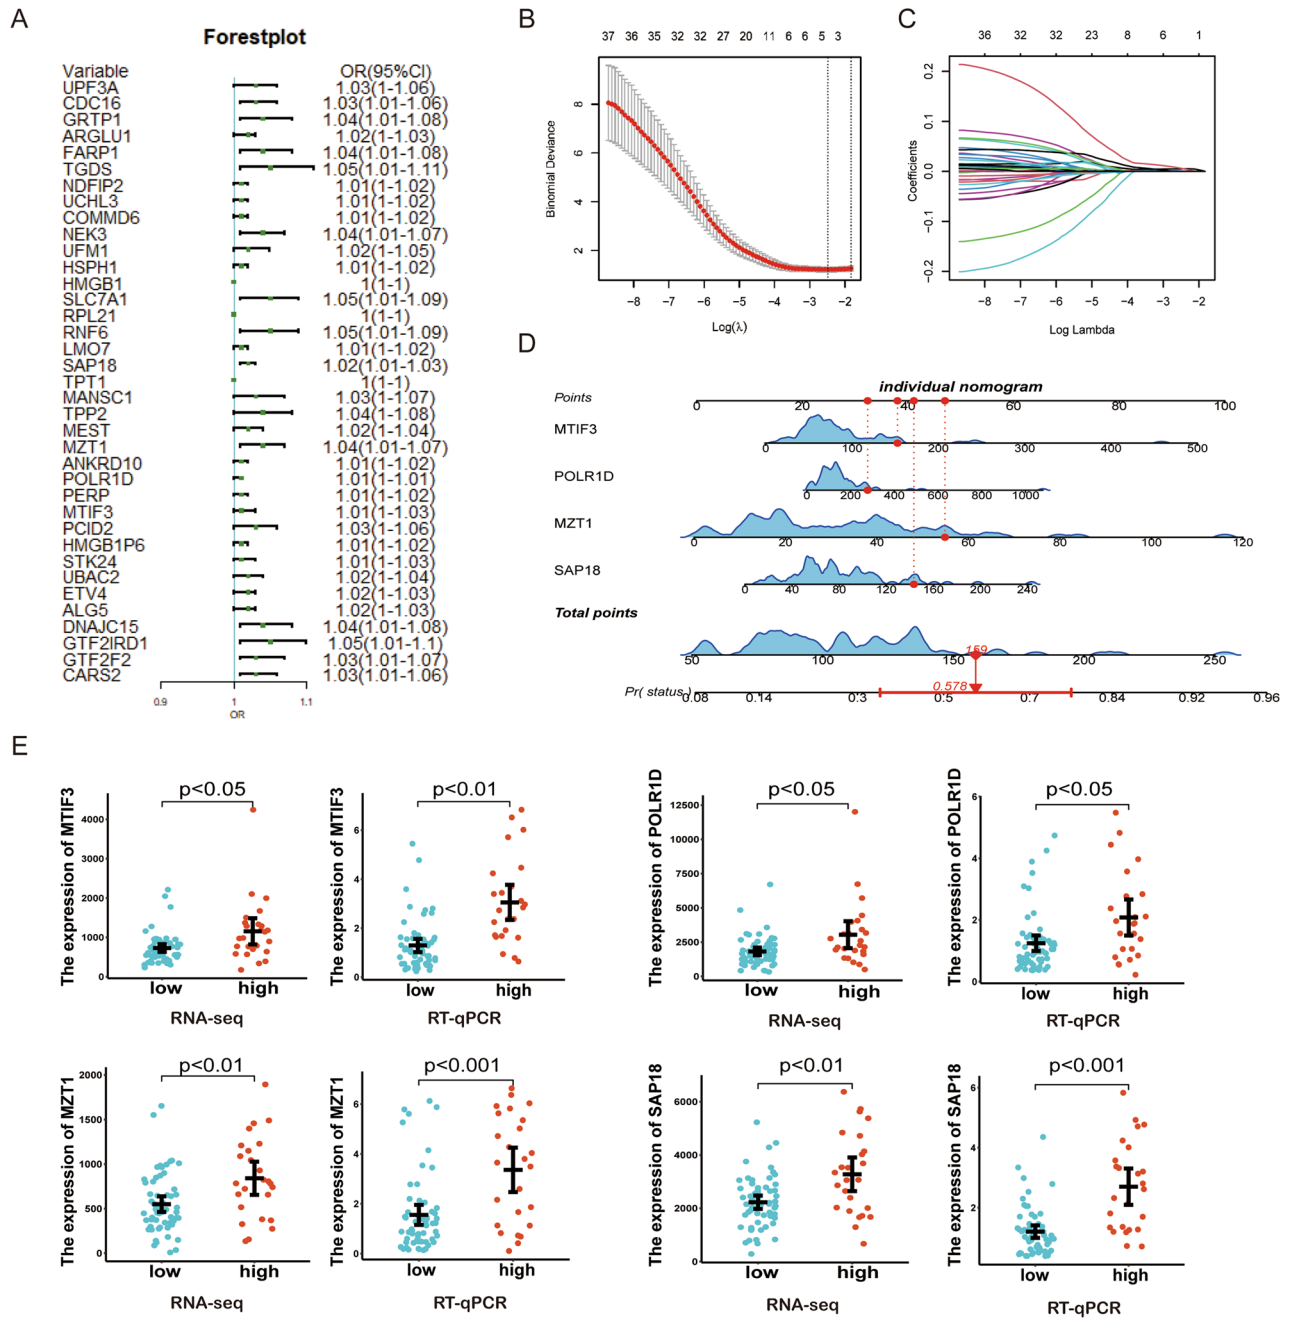 A
Forestplot
Variable OR(95%CI)
UPF3A 1.03(1-1.06)
CDC16 1.03(1.01-1.06)
GRTP1 1.04(1.01-1.08)
ARGLU1 1.02(1-1.03)
FARP1 1.04(1.01-1.08)
TGDS 1.05(1.01-1.11)
NDFIP2 1.01(1-1.02)
UCHL3 1.01(1-1.02)
COMMD6 1.01(1-1.02)
NEK3 1.04(1.01-1.07)
UFM1 1.02(1-1.05)
HSPH1 1.01(1-1.02)
HMGB1 1(1-1)
SLC7A1 1.05(1.01-1.09)
RPL21 1(1-1)
RNF6 1.05(1.01-1.09)
LMO7 1.01(1-1.02)
SAP18 1.02(1.01-1.03)
TPT1 1(1-1)
MANSC1 1.03(1-1.07)
TPP2 1.04(1-1.08)
MEST 1.02(1-1.04)
MZT1 1.04(1.01-1.07)
ANKRD10 1.01(1-1.02)
POLR1D 1.01(1-1.01)
PERP 1.01(1-1.02)
MTIF3 1.01(1-1.03)
PCID2 1.03(1-1.06)
HMGB1P6 1.01(1-1.02)
STK24 1.01(1-1.03)
UBAC2 1.02(1-1.04)
ETV4 1.02(1-1.03)
ALG5 1.02(1-1.03)
DNAJC15 1.04(1.01-1.08)
GTF2IRD1 1.05(1.01-1.1)
GTF2F2 1.03(1.01-1.07)
CARS2 1.03(1.01-1.06)
0.9 1 1.1
OR
B
37 36 35 32 32 27 20 11 6 6 5 3
Binomial Deviance
8
6
4
2
-8 -7 -6 -5 -4 -3 -2
Log(λ)
C
36 32 32 23 8 6 1
Coefficients
0.2
0.1
0.0
-0.1
-0.2
-8 -7 -6 -5 -4 -3 -2
Log Lambda
D
individual nomogram
Points 0 20 40 60 80 100
MTIF3
0 100 200 300 400 500
POLR1D
0 200 400 600 800 1000
MZT1
0 20 40 60 80 100 120
SAP18
0 40 80 120 160 200 240
Total points
159
50 100 150 200 250
0.578
Pr( status ) 0.08 0.14 0.3 0.5 0.7 0.84 0.92 0.96
E
The expression of MTIF3
p<0.05
4000
3000
2000
1000
0
low high
RNA-seq
The expression of MTIF3
p<0.01
6
4
2
0
low high
RT-qPCR
The expression of POLR1D
p<0.05
12500
10000
7500
5000
2500
0
low high
RNA-seq
The expression of POLR1D
p<0.05
6
4
2
0
low high
RT-qPCR
The expression of MZT1
p<0.01
2000
1500
1000
500
0
low high
RNA-seq
The expression of MZT1
p<0.001
6
4
2
0
low high
RT-qPCR
The expression of SAP18
p<0.01
6000
4000
2000
0
low high
RNA-seq
The expression of SAP18
p<0.001
6
4
2
low high
RT-qPCR